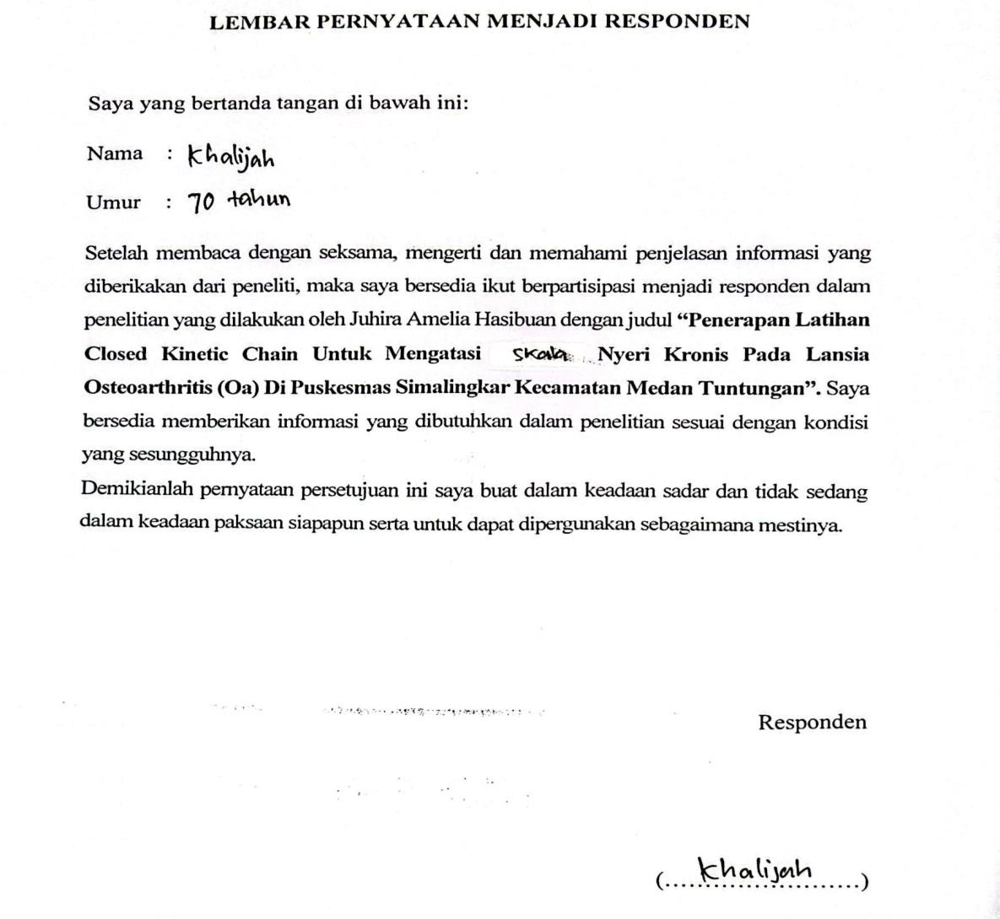 LEMBAR PERNYATAAN MENJADI RESPONDEN
Saya yang bertanda tangan di bawah ini:
Nama : Khalijah
Umur : 70 tahun
Setelah membaca dengan seksama, mengerti dan memahami penjelasan informasi yang
diberikakan dari peneliti, maka saya bersedia ikut berpartisipasi menjadi responden dalam
penelitian yang dilakukan oleh Juhira Amelia Hasibuan dengan judul “Penerapan Latihan
Closed Kinetic Chain Untuk Mengatasi Skala Nyeri Kronis Pada Lansia
Osteoarthritis (Oa) Di Puskesmas Simalingkar Kecamatan Medan Tuntungan”. Saya
bersedia memberikan informasi yang dibutuhkan dalam penelitian sesuai dengan kondisi
yang sesungguhnya.
Demikianlah pernyataan persetujuan ini saya buat dalam keadaan sadar dan tidak sedang
dalam keadaan paksaan siapapun serta untuk dapat dipergunakan sebagaimana mestinya.
Responden
(....Khalijah....)